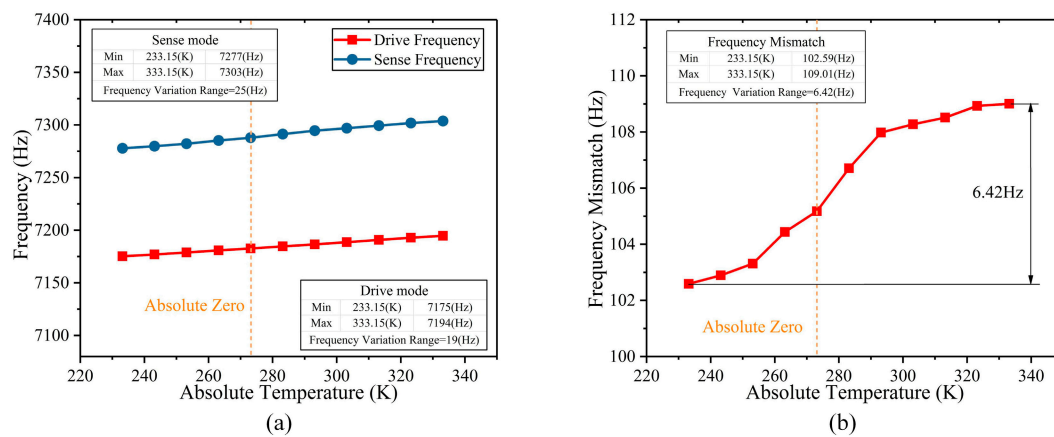 7400
7350
7300
7250
7200
7150
7100
Frequency (Hz)
Sense mode
Min 233.15(K) 7277(Hz)
Max 333.15(K) 7303(Hz)
Frequency Variation Range=25(Hz)
Drive Frequency
Sense Frequency
Absolute Zero
Drive mode
Min 233.15(K) 7175(Hz)
Max 333.15(K) 7194(Hz)
Frequency Variation Range=19(Hz)
220 240 260 280 300 320 340
Absolute Temperature (K)
(a)
112
110
108
106
104
102
100
Frequency Mismatch (Hz)
Frequency Mismatch
Min 233.15(K) 102.59(Hz)
Max 333.15(K) 109.01(Hz)
Frequency Variation Range=6.42(Hz)
6.42Hz
Absolute Zero
220 240 260 280 300 320 340
Absolute Temperature (K)
(b)